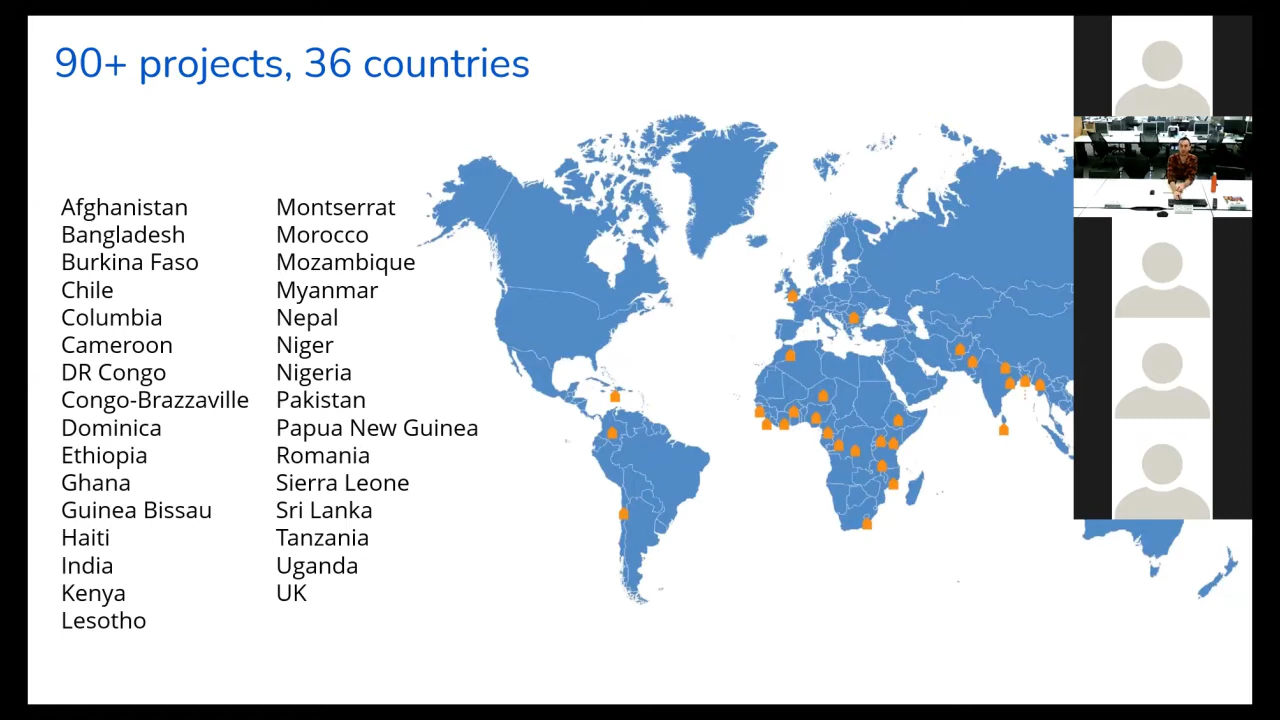 90+ projects, 36 countries
Afghanistan
Bangladesh
Burkina Faso
Chile
Columbia
Cameroon
DR Congo
Congo-Brazzaville
Dominica
Ethiopia
Ghana
Guinea Bissau
Haiti
India
Kenya
Lesotho
Montserrat
Morocco
Mozambique
Myanmar
Nepal
Niger
Nigeria
Pakistan
Papua New Guinea
Romania
Sierra Leone
Sri Lanka
Tanzania
Uganda
UK